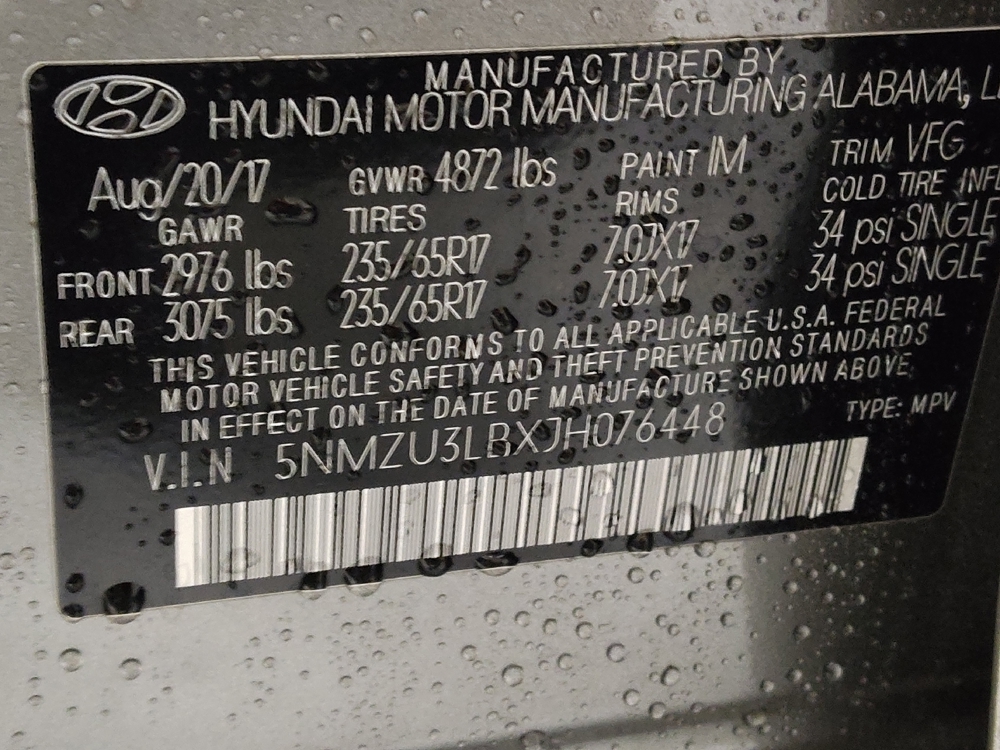 MANUFACTURED BY
HYUNDAI MOTOR MANUFACTURING ALABAMA,
Aug/20/17 GVWR 4872 lbs PAINT IM TRIM VFG
GAWR TIRES RIMS COLD TIRE
FRONT 2976 lbs 235/65R17 7.0JX17 34 psi SINGLE
REAR 3075 lbs 235/65R17 7.0JX17 34 psi SINGLE
THIS VEHICLE CONFORMS TO ALL APPLICABLE U.S.A. FEDERAL
MOTOR VEHICLE SAFETY AND THEFT PREVENTION STANDARDS
IN EFFECT ON THE DATE OF MANUFACTURE SHOWN ABOVE
V.I.N 5NMZU3LBXJH076448 TYPE: MPV